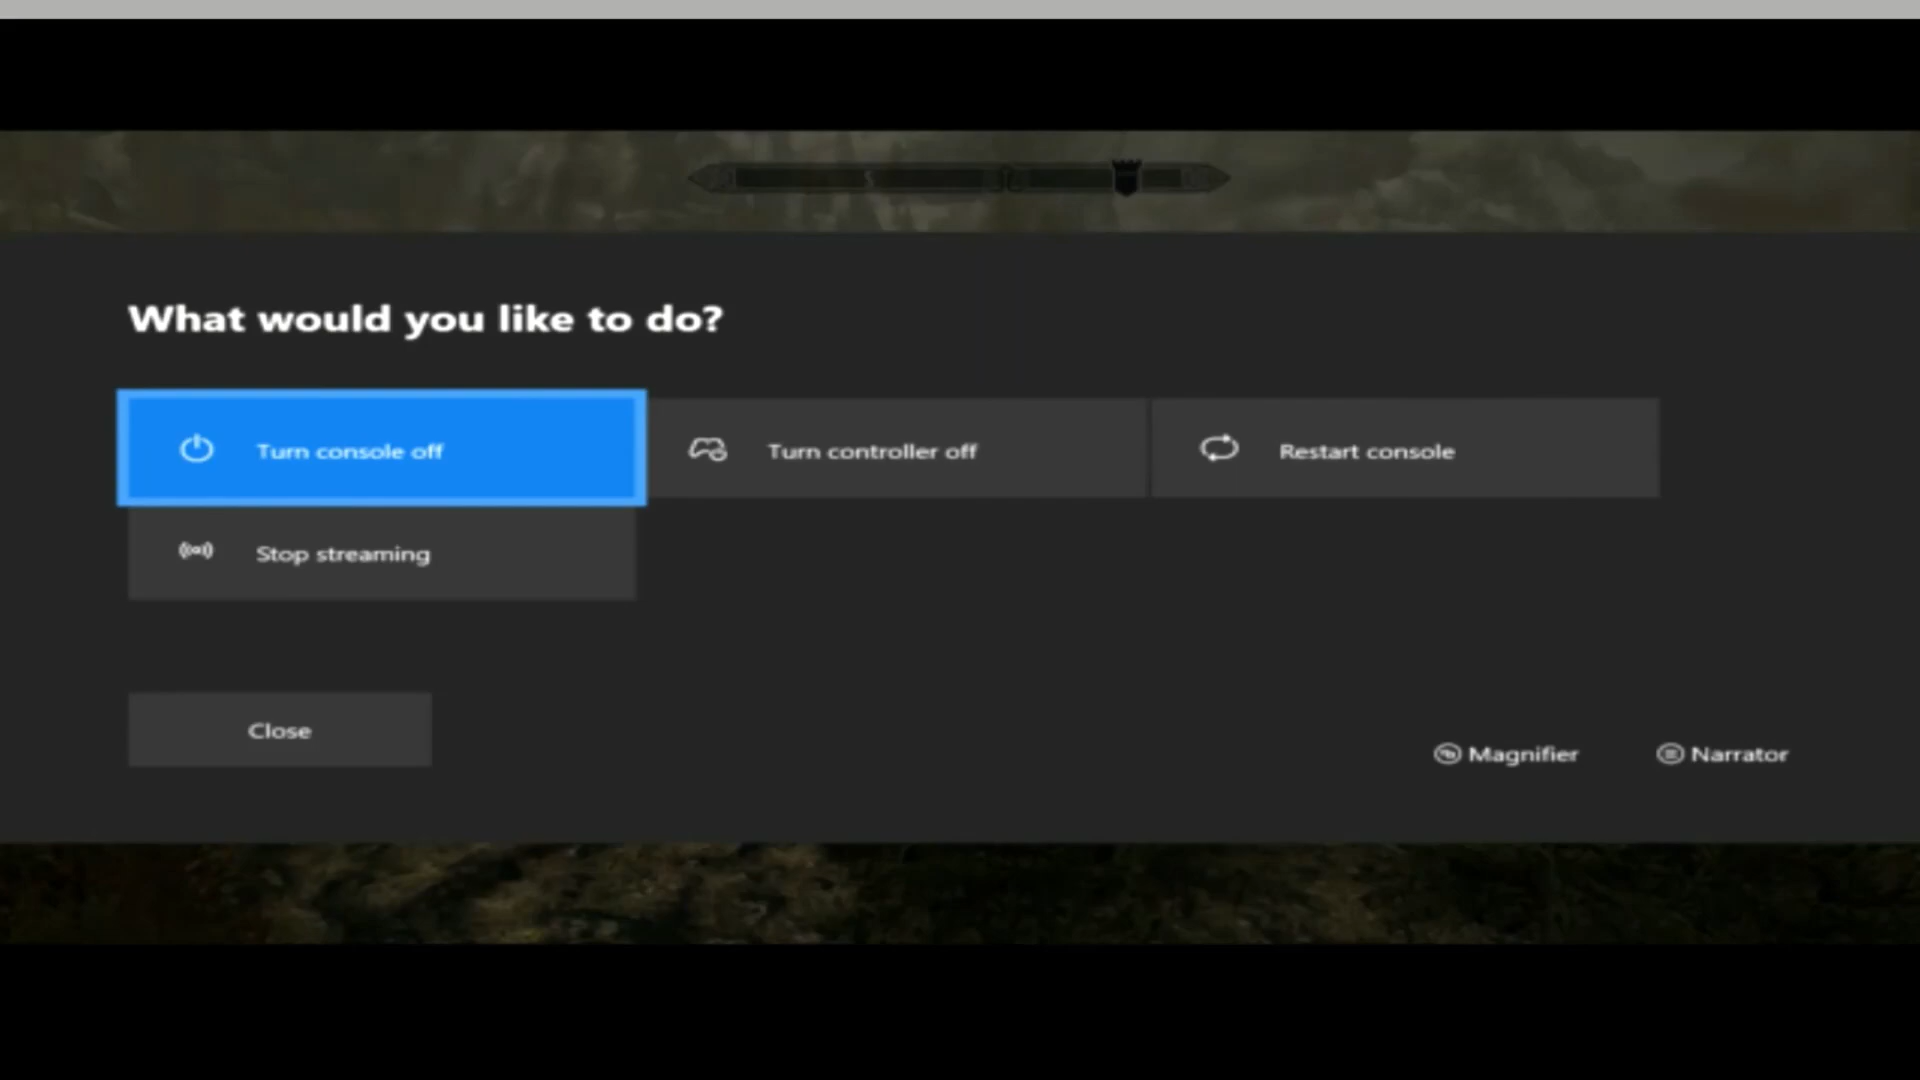 What would you like to do?
Turn console off
Turn controller off
Restart console
Stop streaming
Close
Magnifier
Narrator